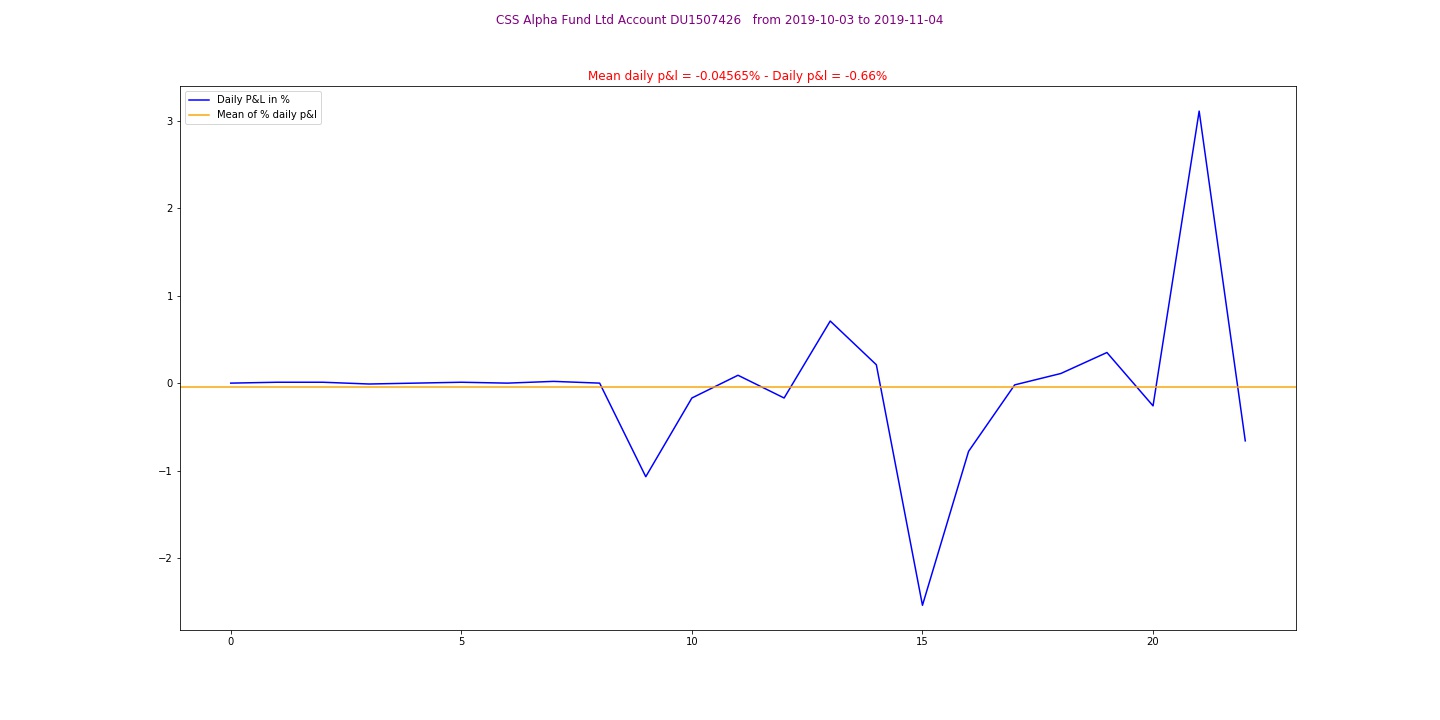 CSS Alpha Fund Ltd Account DU1507426   from 2019-10-03 to 2019-11-04
Mean daily p&l = -0.04565% - Daily p&l = -0.66%
Daily P&L in %
Mean of % daily p&l
3
2
1
0
−1
−2
0
5
10
15
20